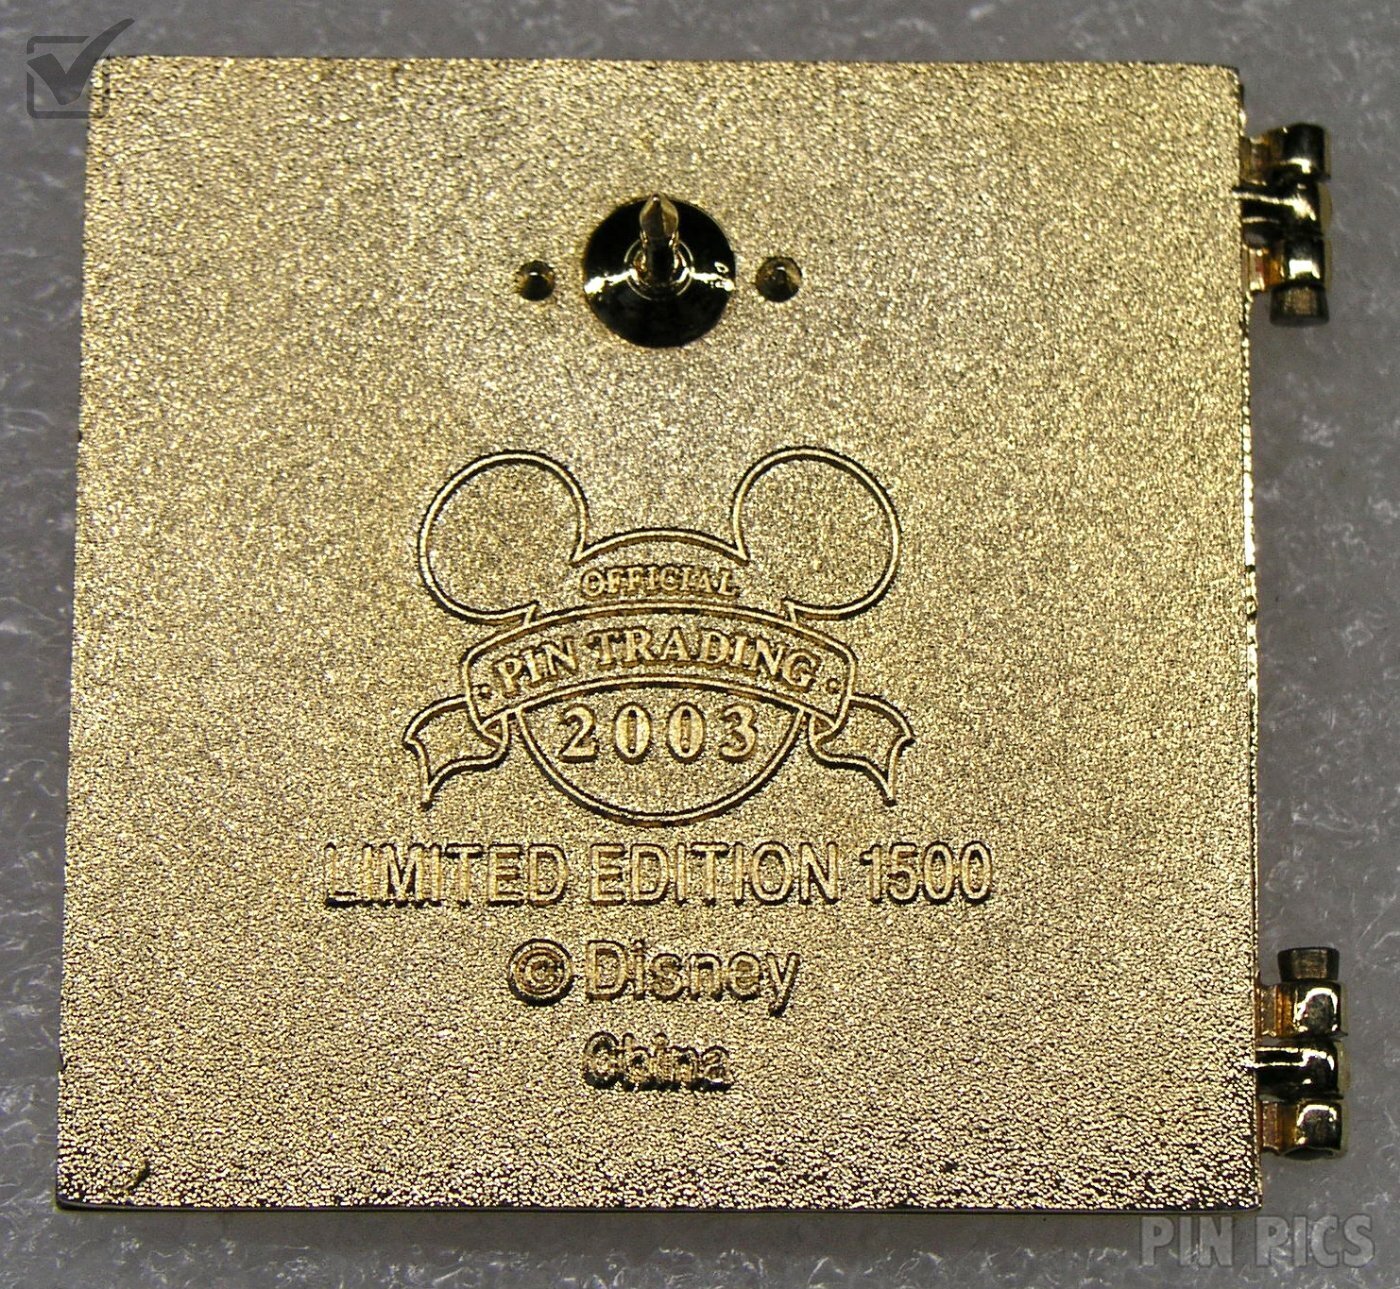 OFFICIAL
· PIN TRADING ·
2003
LIMITED EDITION 1500
©Disney
China
PIN PICS